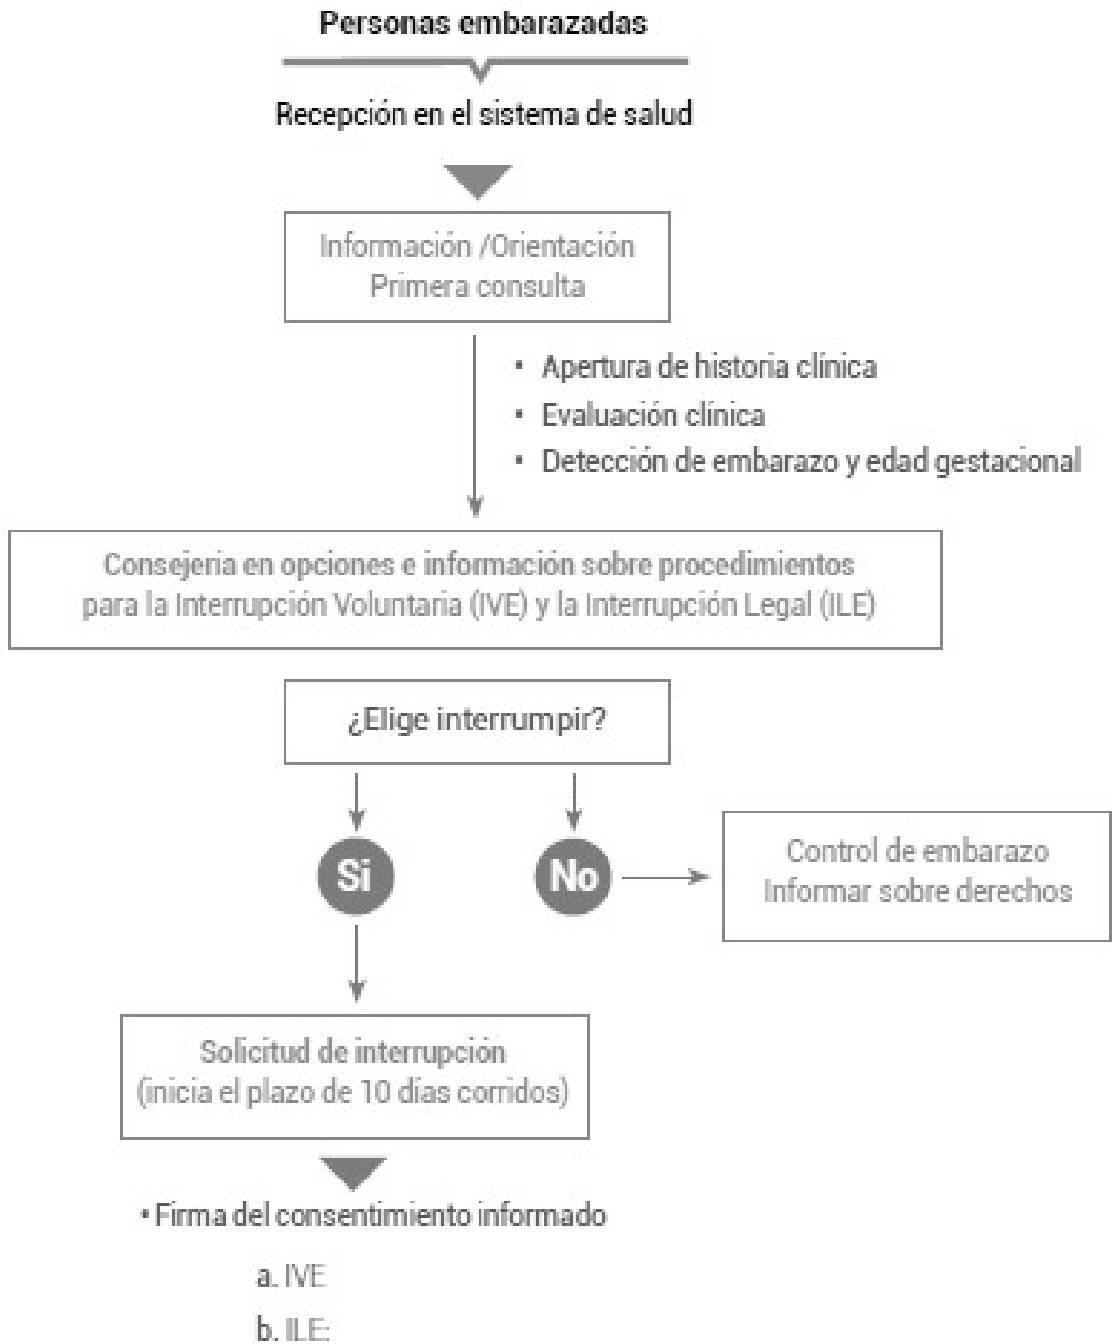 Personas embarazadas
Recepción en el sistema de salud
Información /Orientación
Primera consulta
• Apertura de historia clínica
• Evaluación clínica
• Detección de embarazo y edad gestacional
Consejeria en opciones e información sobre procedimientos
para la Interrupción Voluntaria (IVE) y la Interrupción Legal (ILE)
¿Elige interrumpir?
Si
No
Control de embarazo
Informar sobre derechos
Solicitud de interrupción
(inicia el plazo de 10 días corridos)
• Firma del consentimiento informado
a. IVE
b. ILE: